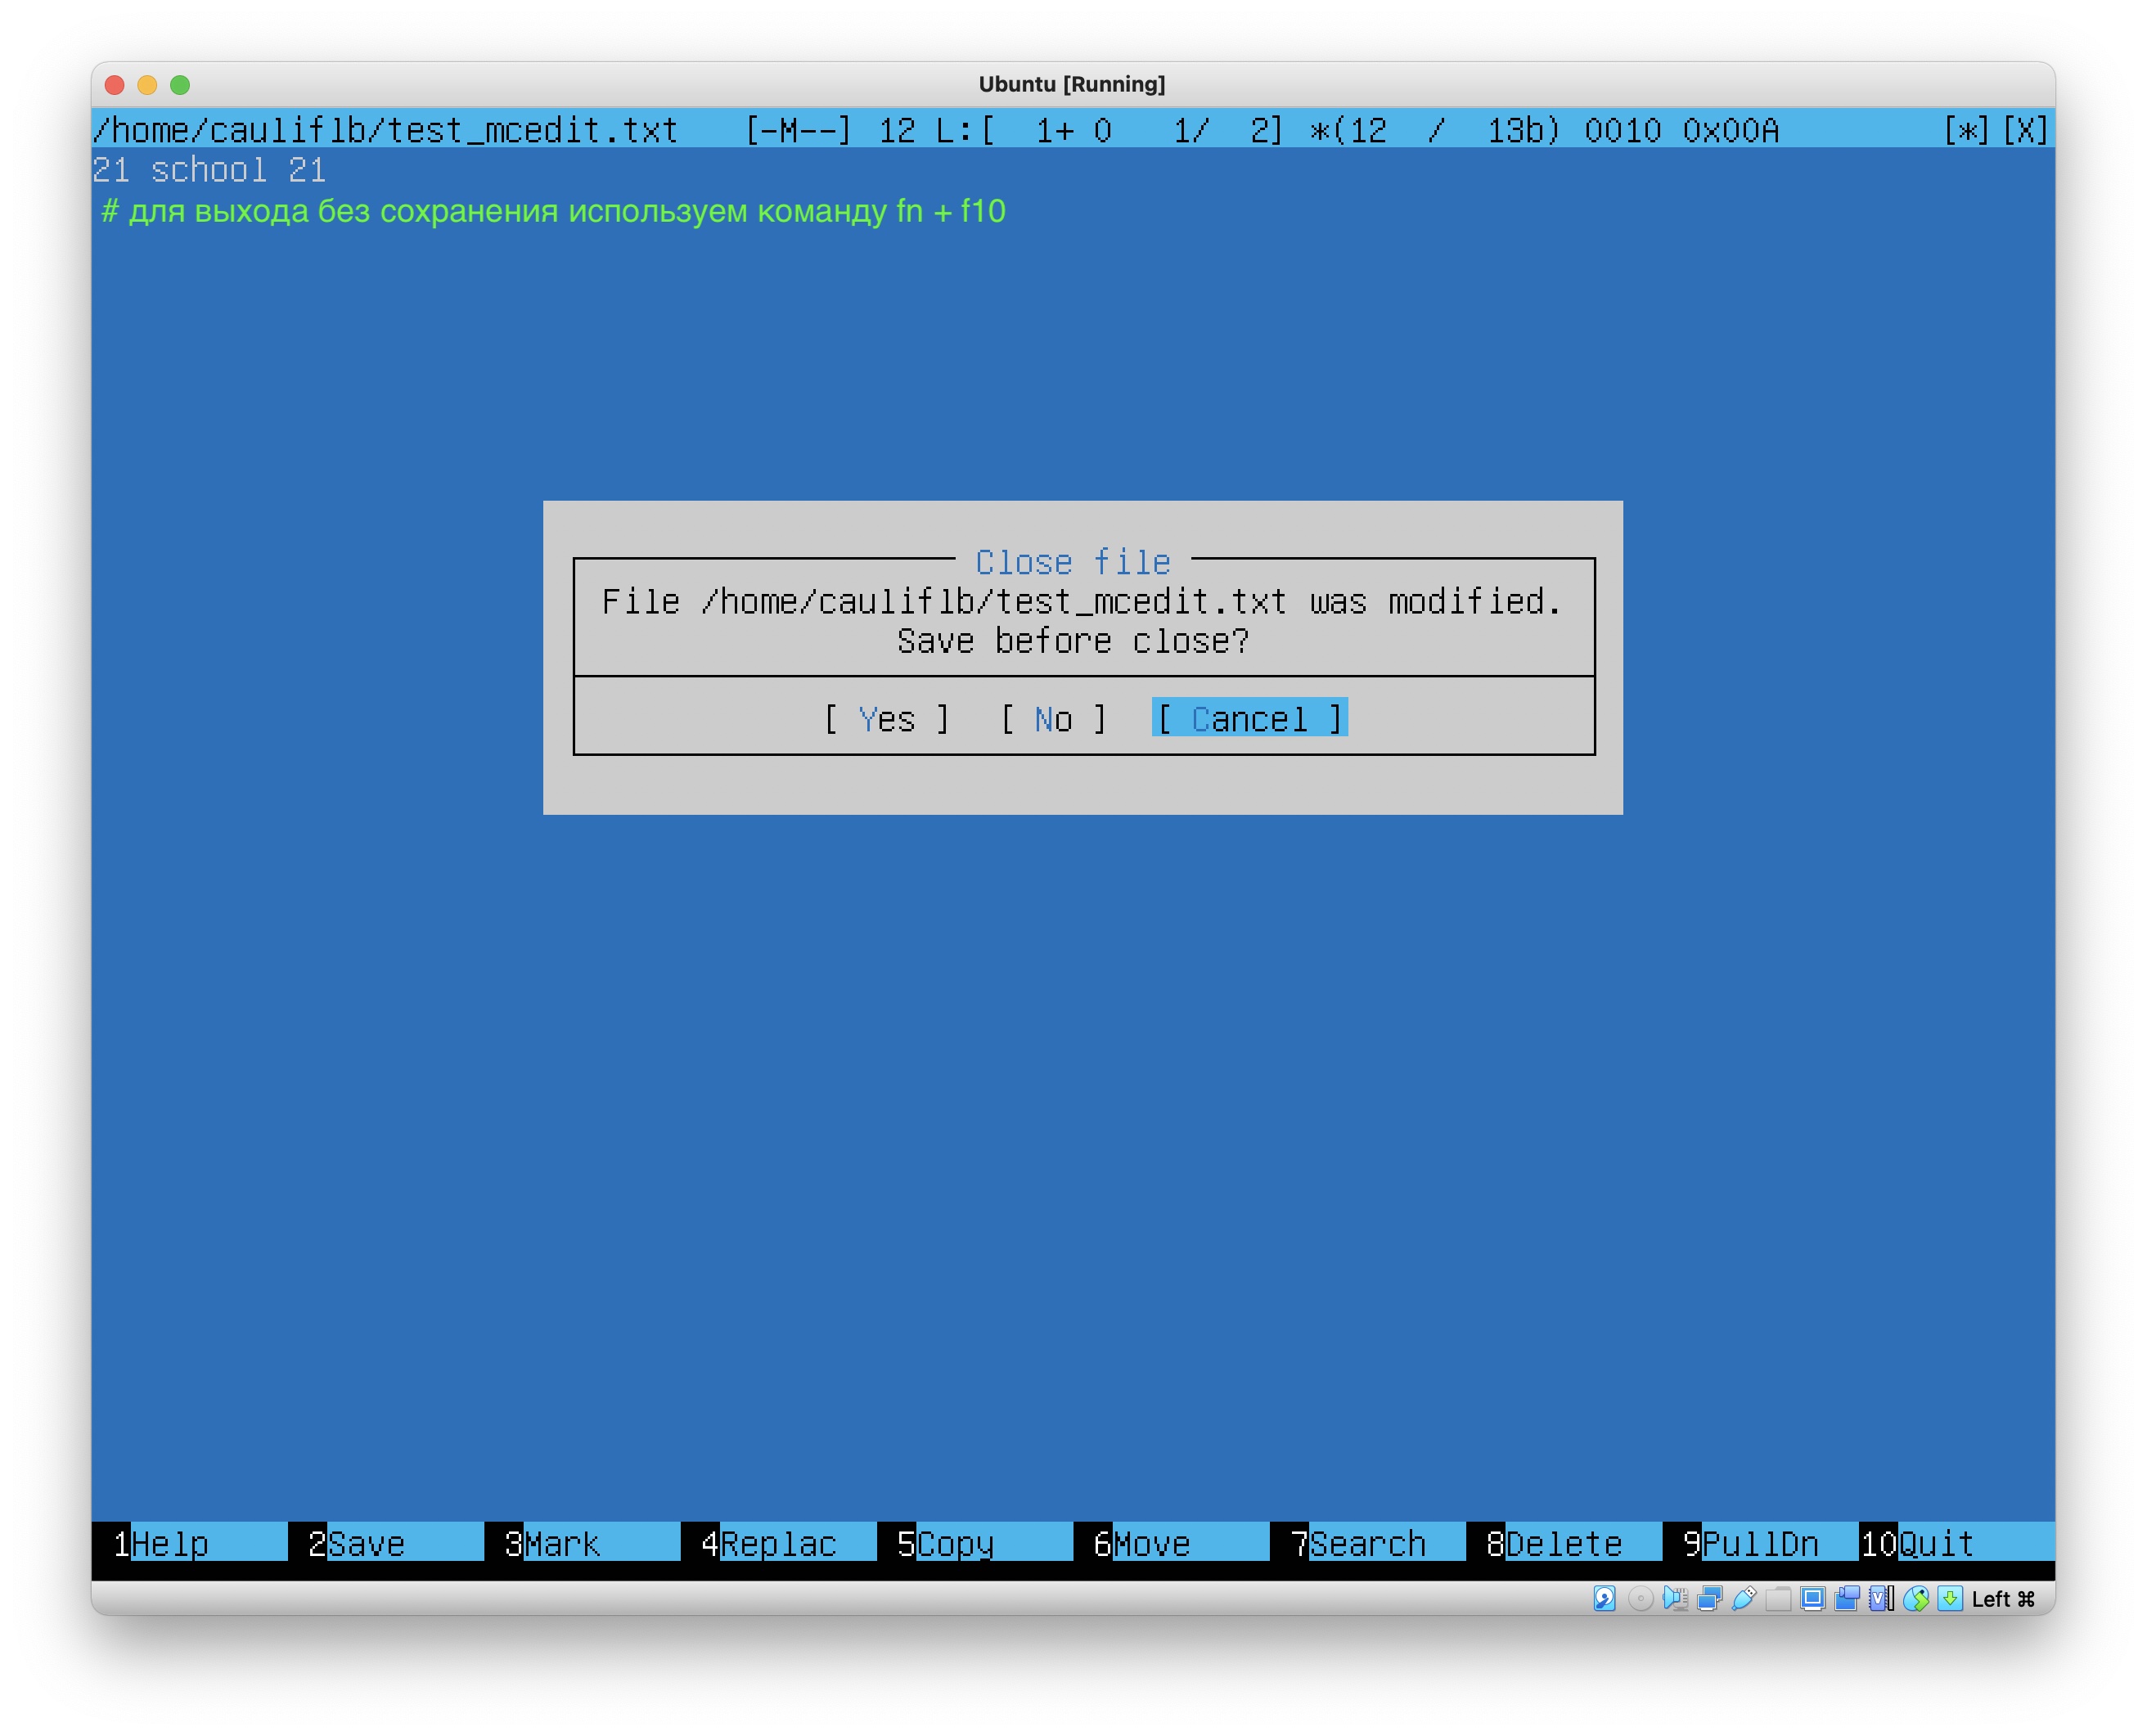 Ubuntu [Running]
/home/cauliflb/test_mcedit.txt [-M--] 12 L:[ 1+ 0 1/ 2] *(12 / 13b) 0010 0x00A [*][X]
21 school 21
# для выхода без сохранения используем команду fn + f10
Close file
File /home/cauliflb/test_mcedit.txt was modified.
Save before close?
[ Yes ] [ No ] [ Cancel ]
1Help 2Save 3Mark 4Replac 5Copy 6Move 7Search 8Delete 9PullDn 10Quit
Left ⌘